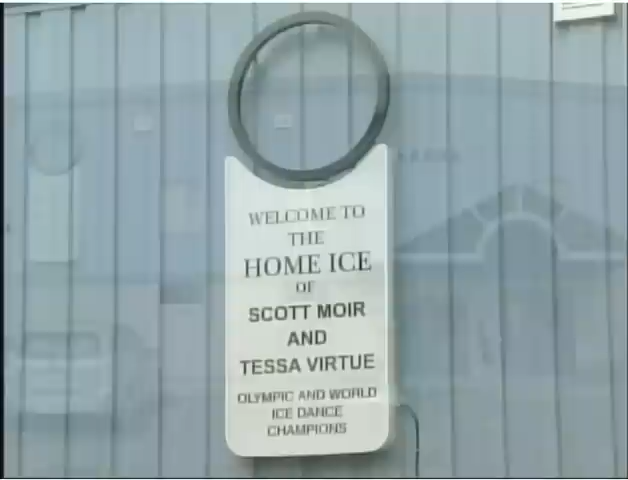 WELCOME TO
THE
HOME ICE
OF
SCOTT MOIR
AND
TESSA VIRTUE
OLYMPIC AND WORLD
ICE DANCE
CHAMPIONS